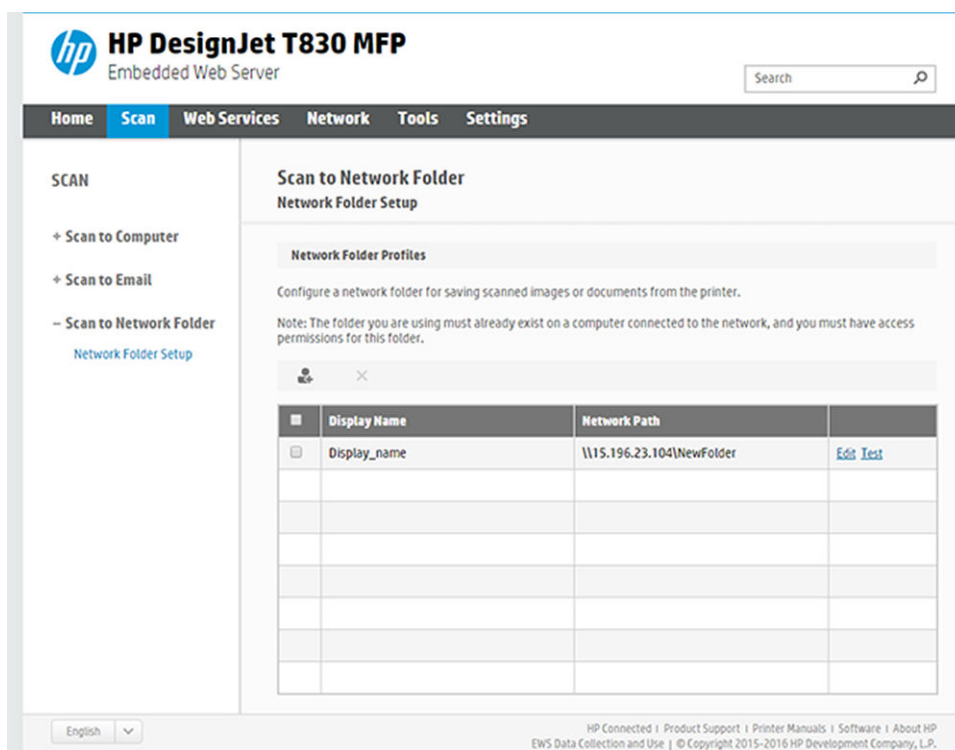 hp
HP DesignJet T830 MFP
Embedded Web Server
Search
Home Scan Web Services Network Tools Settings
SCAN
+ Scan to Computer
+ Scan to Email
– Scan to Network Folder
Network Folder Setup
Scan to Network Folder
Network Folder Setup
Network Folder Profiles
Configure a network folder for saving scanned images or documents from the printer.
Note: The folder you are using must already exist on a computer connected to the network, and you must have access
permissions for this folder.
Display Name Network Path
Display_name \\15.196.23.104\NewFolder Edit Test
English
HP Connected | Product Support | Printer Manuals | Software | About HP
EWS Data Collection and Use | © Copyright 2015-2016 HP Development Company, L.P.